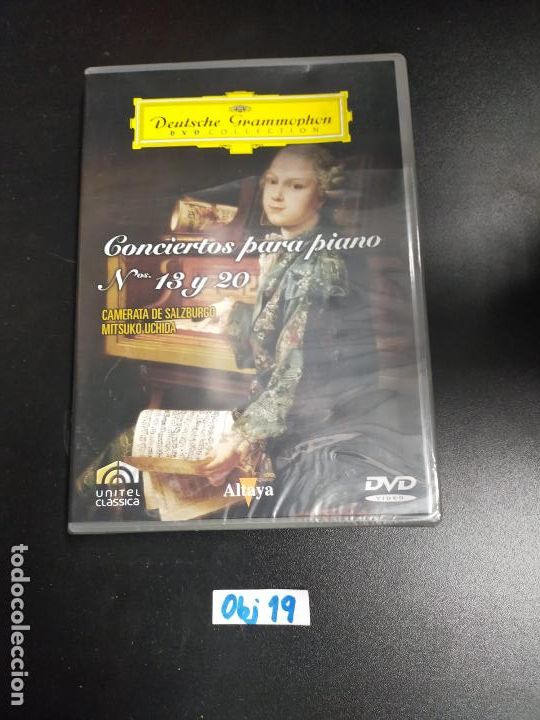 Deutsche Grammophon
DVD COLLECTION
Conciertos para piano
Nos. 13 y 20
CAMERATA DE SALZBURGO
MITSUKO UCHIDA
UNITEL
CLASSICA
Altaya
DVD
VIDEO
Obj 19
todocoleccion